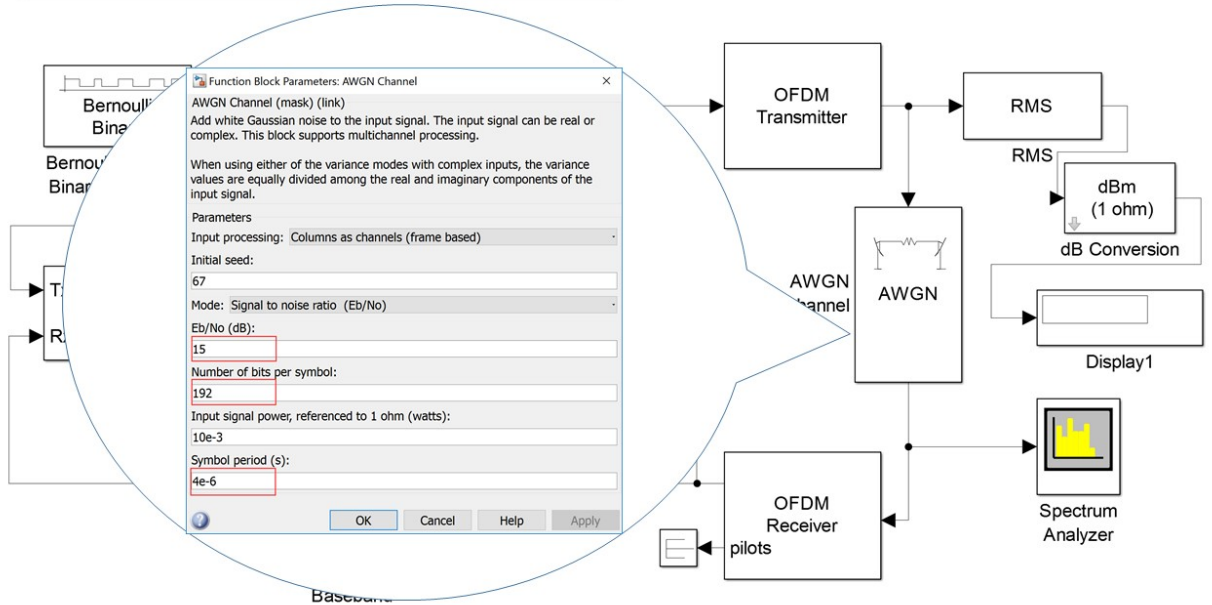 Bernoulli
Bina
Bernou
Binar
T
R
Function Block Parameters: AWGN Channel
AWGN Channel (mask) (link)
Add white Gaussian noise to the input signal. The input signal can be real or
complex. This block supports multichannel processing.
When using either of the variance modes with complex inputs, the variance
values are equally divided among the real and imaginary components of the
input signal.
Parameters
Input processing: Columns as channels (frame based)
Initial seed:
67
Mode: Signal to noise ratio (Eb/No)
Eb/No (dB):
15
Number of bits per symbol:
192
Input signal power, referenced to 1 ohm (watts):
10e-3
Symbol period (s):
4e-6
OK Cancel Help Apply
OFDM
Transmitter
RMS
RMS
dBm
(1 ohm)
dB Conversion
AWGN
hannel
AWGN
Display1
OFDM
Receiver
pilots
Spectrum
Analyzer
Baseband